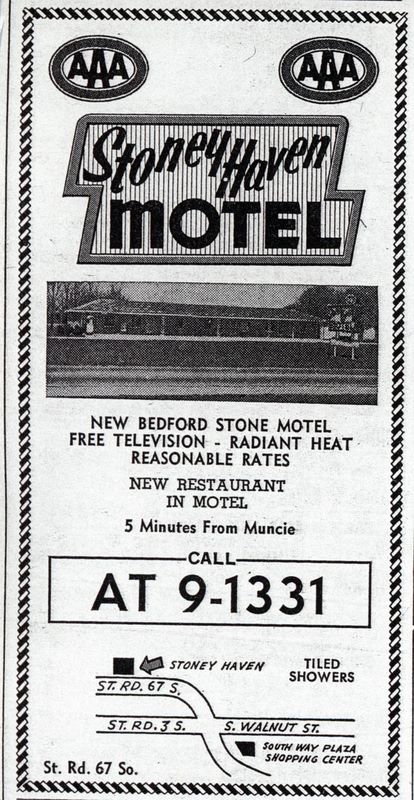 AAA AAA
Stoney Haven
MOTEL
NEW BEDFORD STONE MOTEL
FREE TELEVISION - RADIANT HEAT
REASONABLE RATES
NEW RESTAURANT
IN MOTEL
5 Minutes From Muncie
CALL
AT 9-1331
STONEY HAVEN
TILED
SHOWERS
ST. RD. 67 S.
ST. RD. 3 S. S. WALNUT ST.
SOUTH WAY PLAZA
SHOPPING CENTER
St. Rd. 67 So.